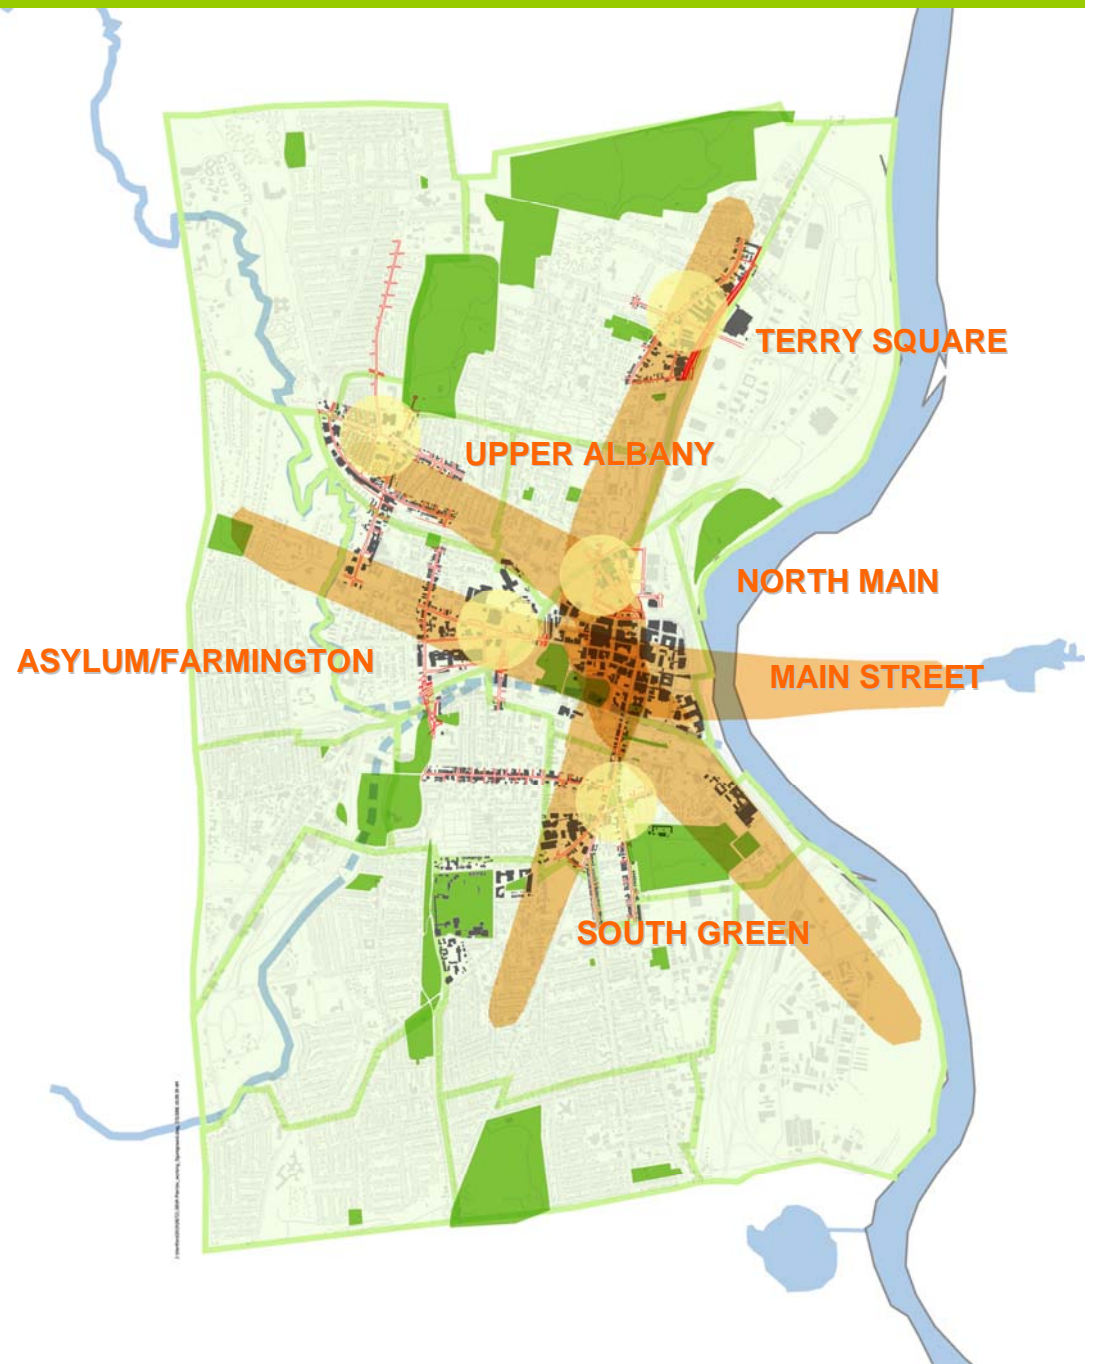 TERRY SQUARE
UPPER ALBANY
NORTH MAIN
ASYLUM/FARMINGTON
MAIN STREET
SOUTH GREEN